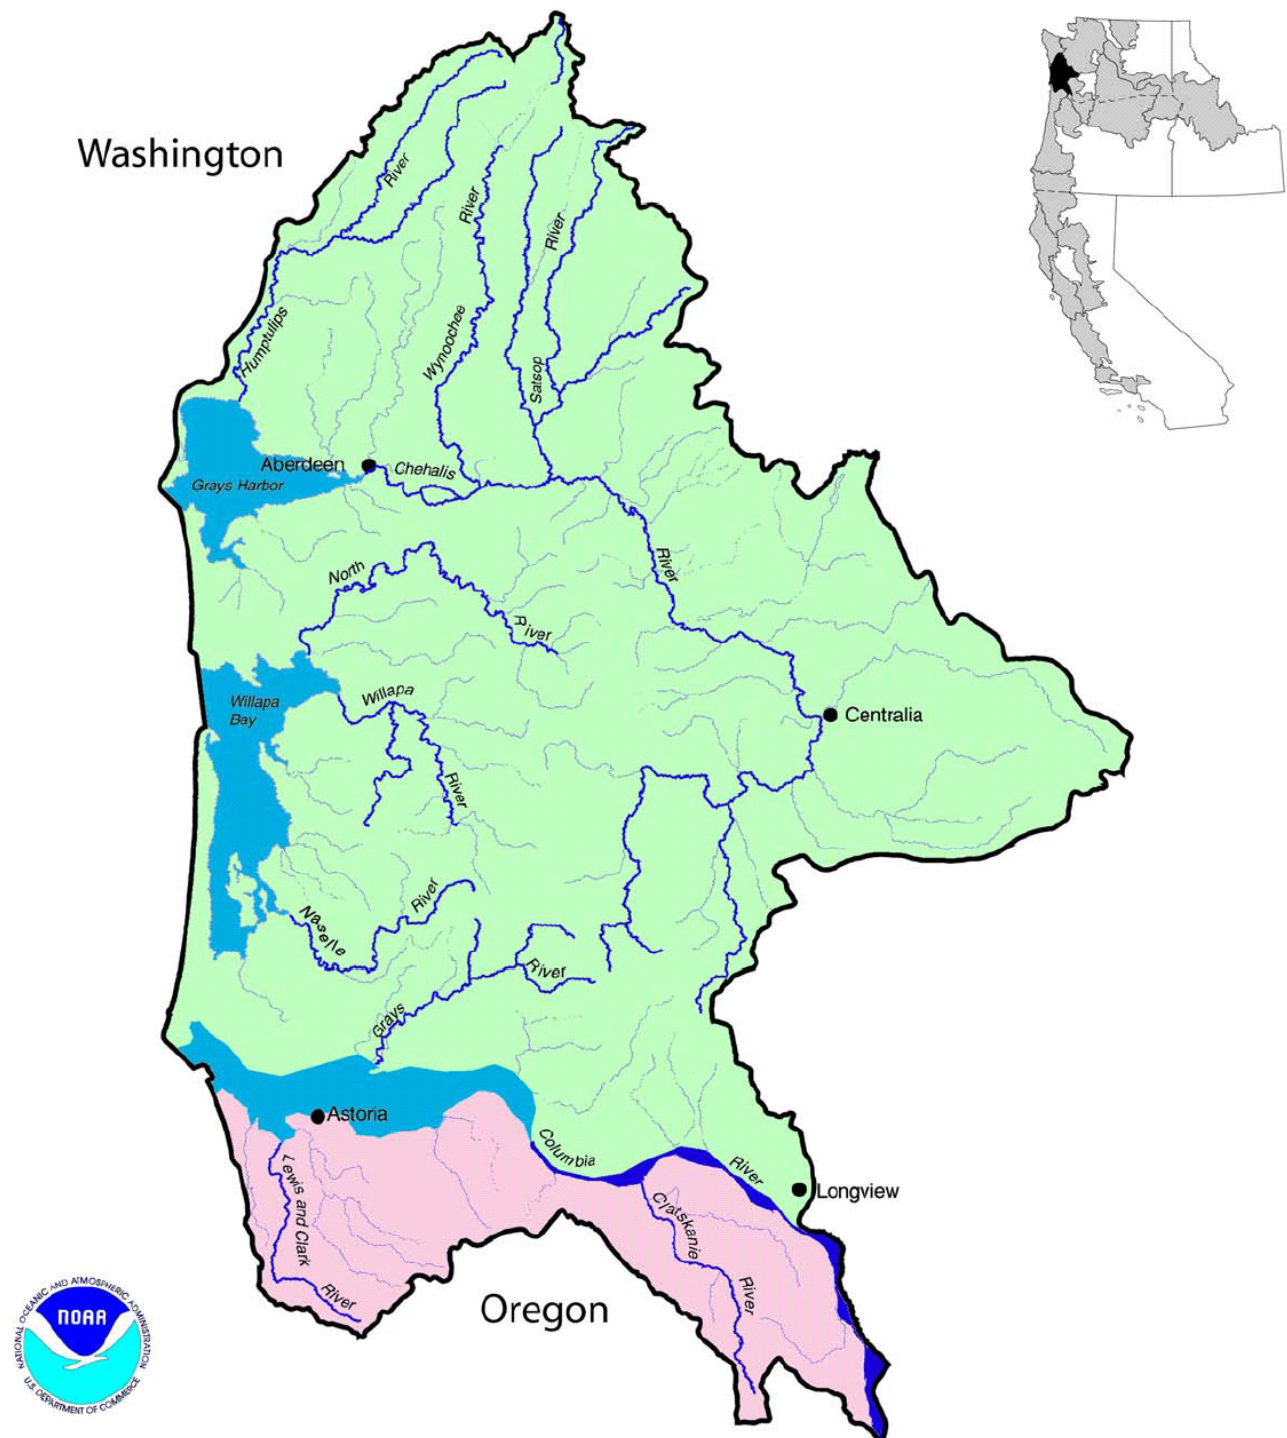 Washington
River
River
River
Humptulips
Wynoochee
Satsop
Aberdeen
Chehalis
Grays Harbor
North
River
River
Willapa
Willapa
Bay
Centralia
River
River
Naselle
River
Grays
Astoria
Columbia
River
Longview
Lewis and Clark
River
Clatskanie
River
Oregon
NATIONAL OCEANIC AND ATMOSPHERIC ADMINISTRATION
NOAA
U.S. DEPARTMENT OF COMMERCE